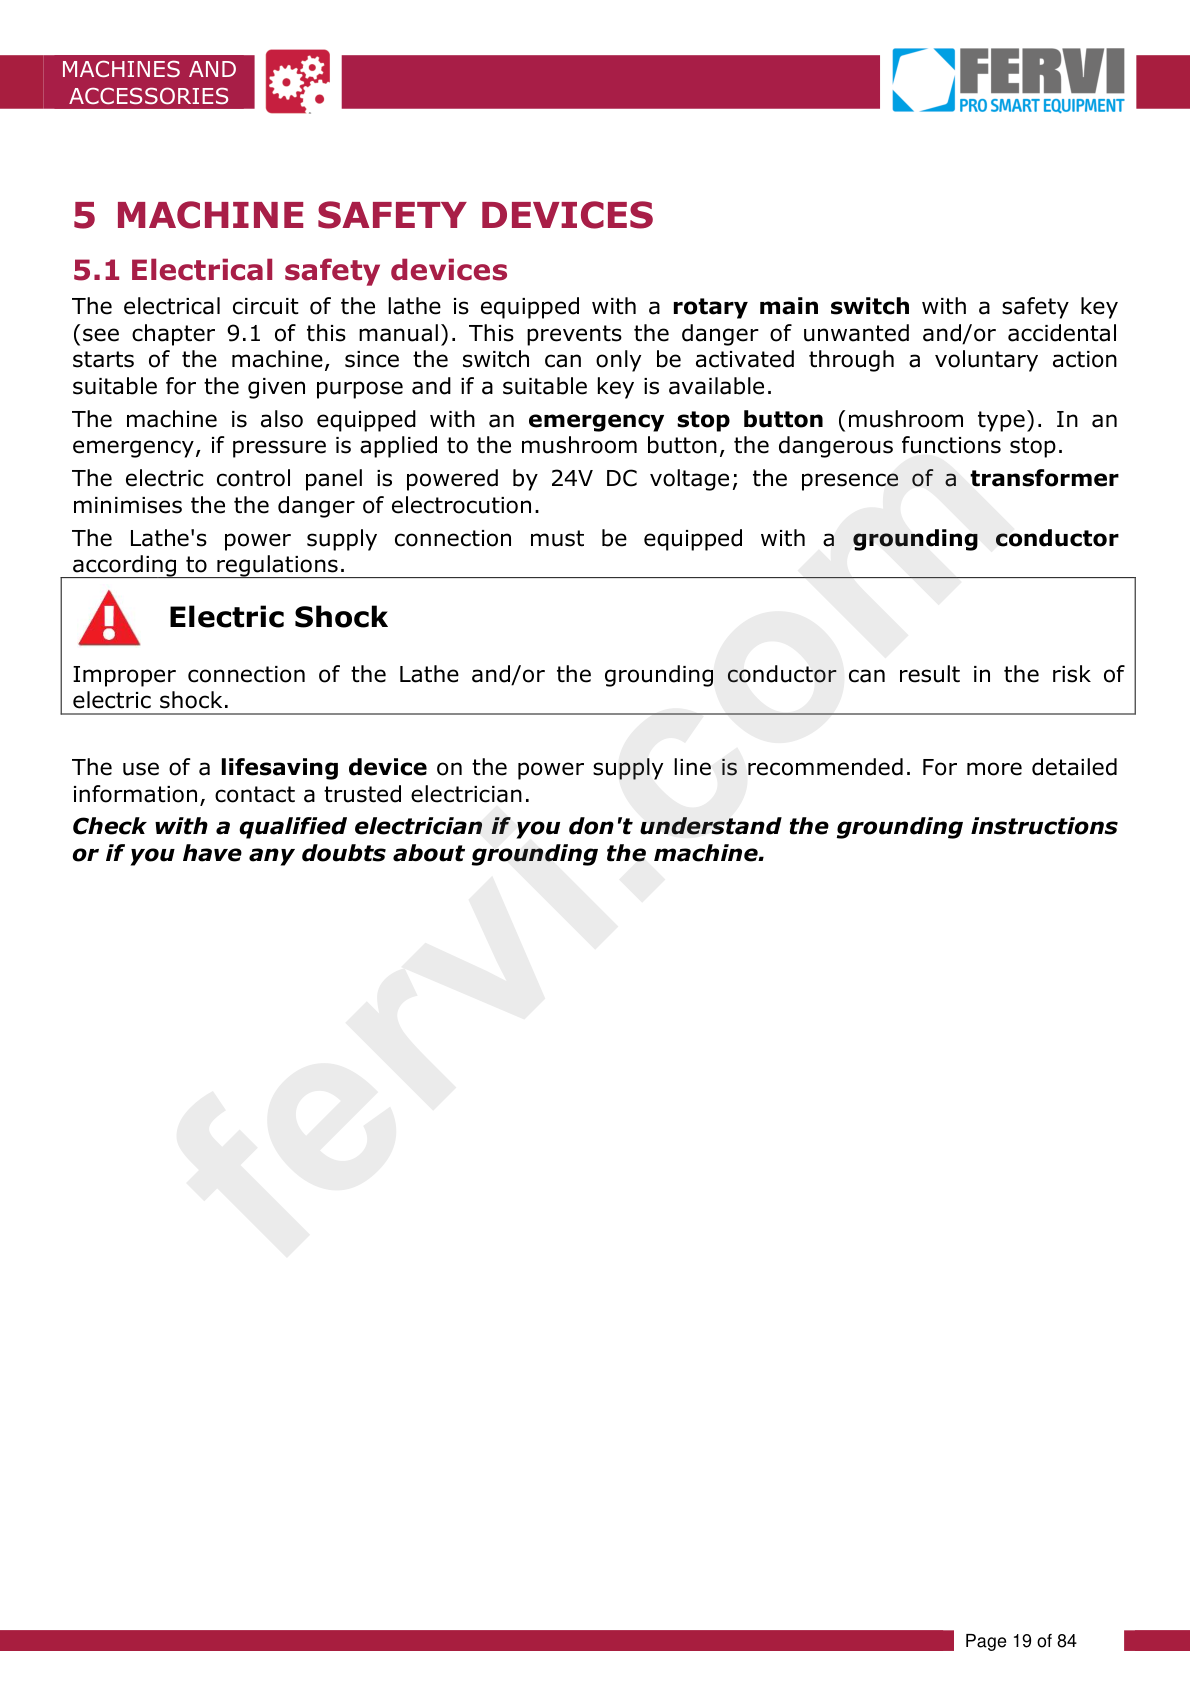 MACHINES AND
ACCESSORIES
FERVI
PRO SMART EQUIPMENT
5 MACHINE SAFETY DEVICES
5.1 Electrical safety devices
The electrical circuit of the lathe is equipped with a rotary main switch with a safety key
(see chapter 9.1 of this manual). This prevents the danger of unwanted and/or accidental
starts of the machine, since the switch can only be activated through a voluntary action
suitable for the given purpose and if a suitable key is available.
The machine is also equipped with an emergency stop button (mushroom type). In an
emergency, if pressure is applied to the mushroom button, the dangerous functions stop.
The electric control panel is powered by 24V DC voltage; the presence of a transformer
minimises the the danger of electrocution.
The Lathe's power supply connection must be equipped with a grounding conductor
according to regulations.
Electric Shock
Improper connection of the Lathe and/or the grounding conductor can result in the risk of
electric shock.
The use of a lifesaving device on the power supply line is recommended. For more detailed
information, contact a trusted electrician.
Check with a qualified electrician if you don't understand the grounding instructions
or if you have any doubts about grounding the machine.
fervi.com
Page 19 of 84